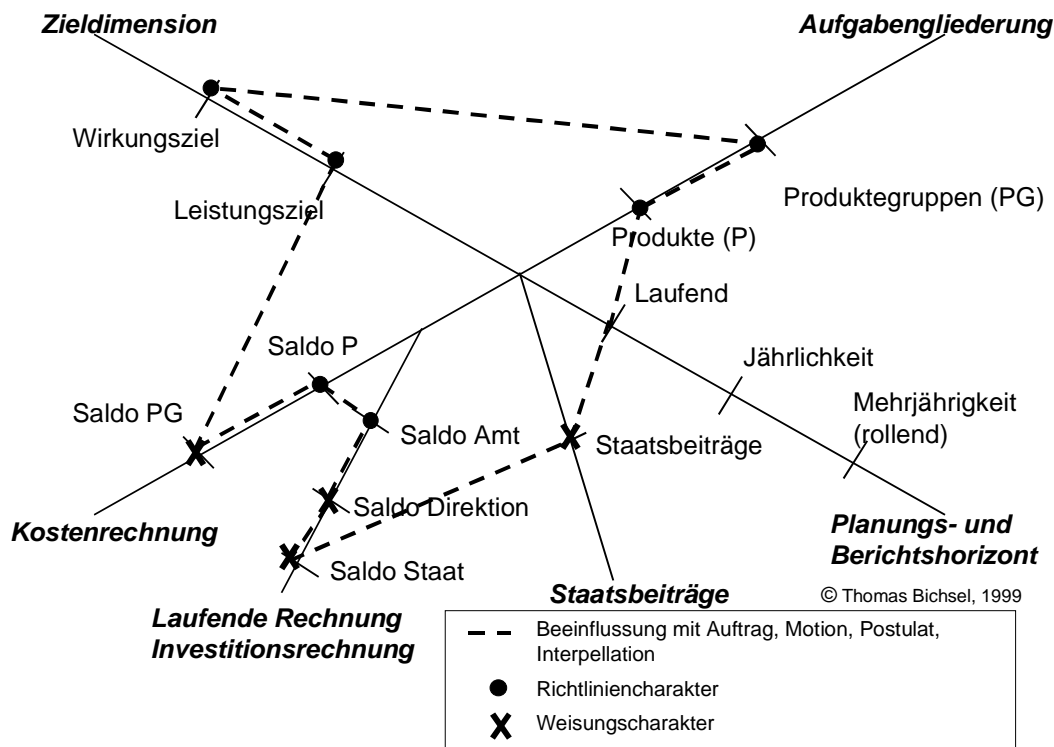 Zieldimension
Aufgabengliederung
Wirkungsziel
Leistungsziel
Produktegruppen (PG)
Produkte (P)
Laufend
Saldo P
Jährlichkeit
Saldo PG
Saldo Amt
Staatsbeiträge
Mehrjährigkeit
(rollend)
Saldo Direktion
Kostenrechnung
Planungs- und
Berichtshorizont
Saldo Staat
Staatsbeiträge
© Thomas Bichsel, 1999
Laufende Rechnung
Investitionsrechnung
Beeinflussung mit Auftrag, Motion, Postulat,
Interpellation
Richtliniencharakter
Weisungscharakter